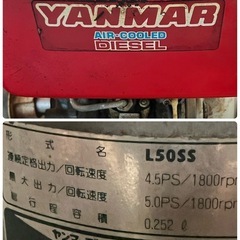 YANMAR
AIR-COOLED
DIESEL
形式名 L50SS
連続定格出力/回転速度 4.5PS/1800rpm
最大出力/回転速度 5.0PS/1800rpm
総行程容積 0.252ℓ